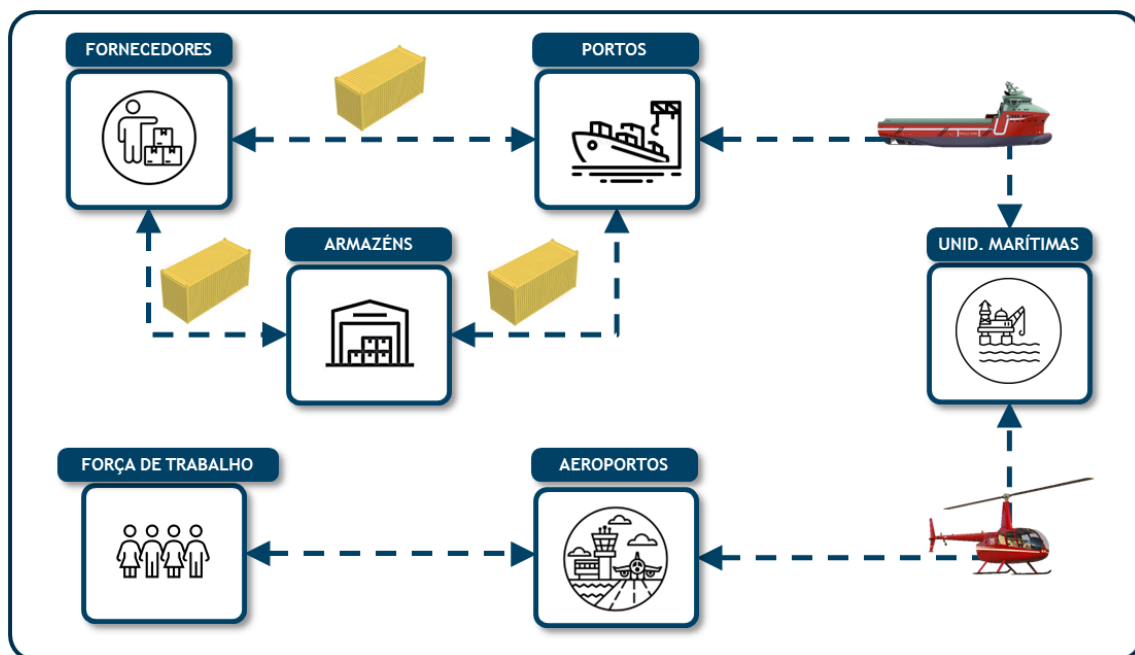 FORNECEDORES
PORTOS
ARMAZÉNS
UNID. MARÍTIMAS
FORÇA DE TRABALHO
AEROPORTOS